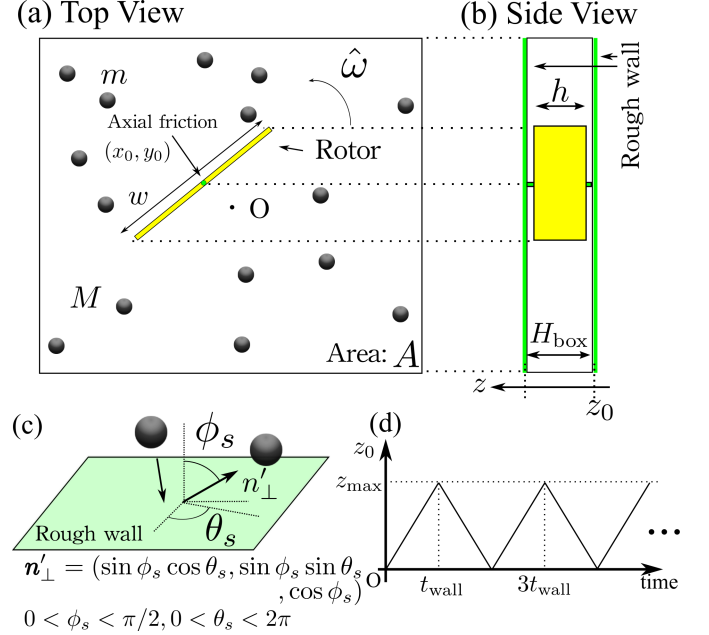 (a) Top View
(b) Side View
m
ω̂
Axial friction
(x₀, y₀)
Rotor
w
O
M
Area: A
h
Rough wall
H_box
z
z₀
(c)
ϕ_s
n′_⊥
θ_s
Rough wall
n′_⊥ = (sin ϕ_s cos θ_s, sin ϕ_s sin θ_s
, cos ϕ_s)
0 < ϕ_s < π/2, 0 < θ_s < 2π
(d)
z₀
z_max
O
t_wall
3t_wall
time
...